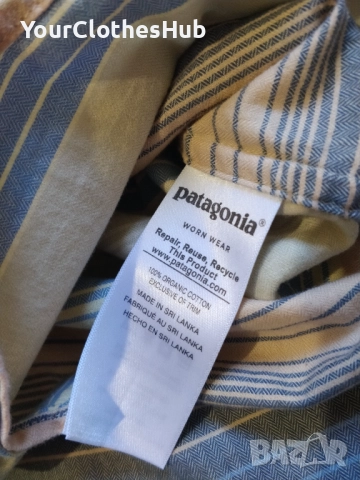 YourClothesHub
patagonia®
WORN WEAR
Repair, Reuse, Recycle
This Product
www.patagonia.com
100% ORGANIC COTTON
EXCLUSIVE OF TRIM
MADE IN SRI LANKA
FABRIQUÉ AU SRI LANKA
HECHO EN SRI LANKA
BAZAR